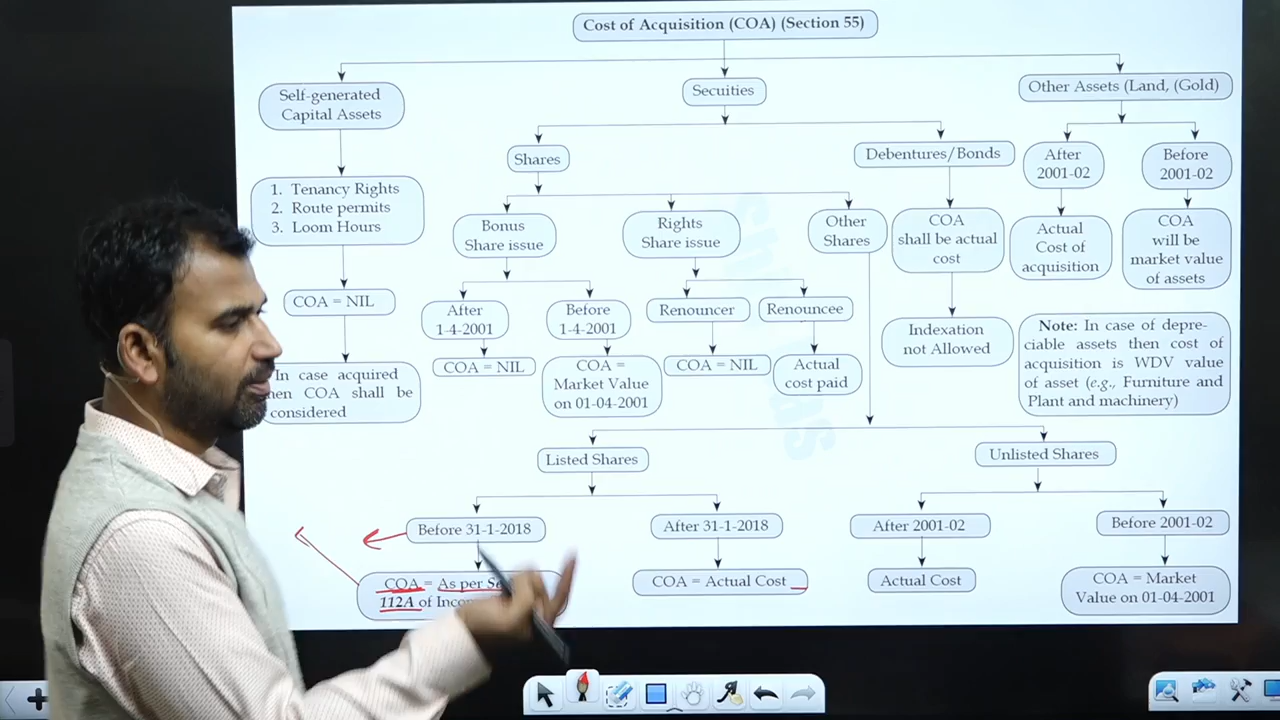 Cost of Acquisition (COA) (Section 55)
Self-generated
Capital Assets
Secuities
Other Assets (Land, (Gold)
Shares
Debentures/Bonds
After
2001-02
Before
2001-02
1. Tenancy Rights
2. Route permits
3. Loom Hours
Bonus
Share issue
Rights
Share issue
Other
Shares
COA
shall be actual
cost
Actual
Cost of
acquisition
COA
will be
market value
of assets
COA = NIL
After
1-4-2001
Before
1-4-2001
Renouncer
Renouncee
Indexation
not Allowed
Note: In case of depre-
ciable assets then cost of
acquisition is WDV value
of asset (e.g., Furniture and
Plant and machinery)
In case acquired
COA shall be
considered
COA = NIL
COA =
Market Value
on 01-04-2001
COA = NIL
Actual
cost paid
Listed Shares
Unlisted Shares
Before 31-1-2018
After 31-1-2018
After 2001-02
Before 2001-02
COA = As per
112A of
COA = Actual Cost
Actual Cost
COA = Market
Value on 01-04-2001